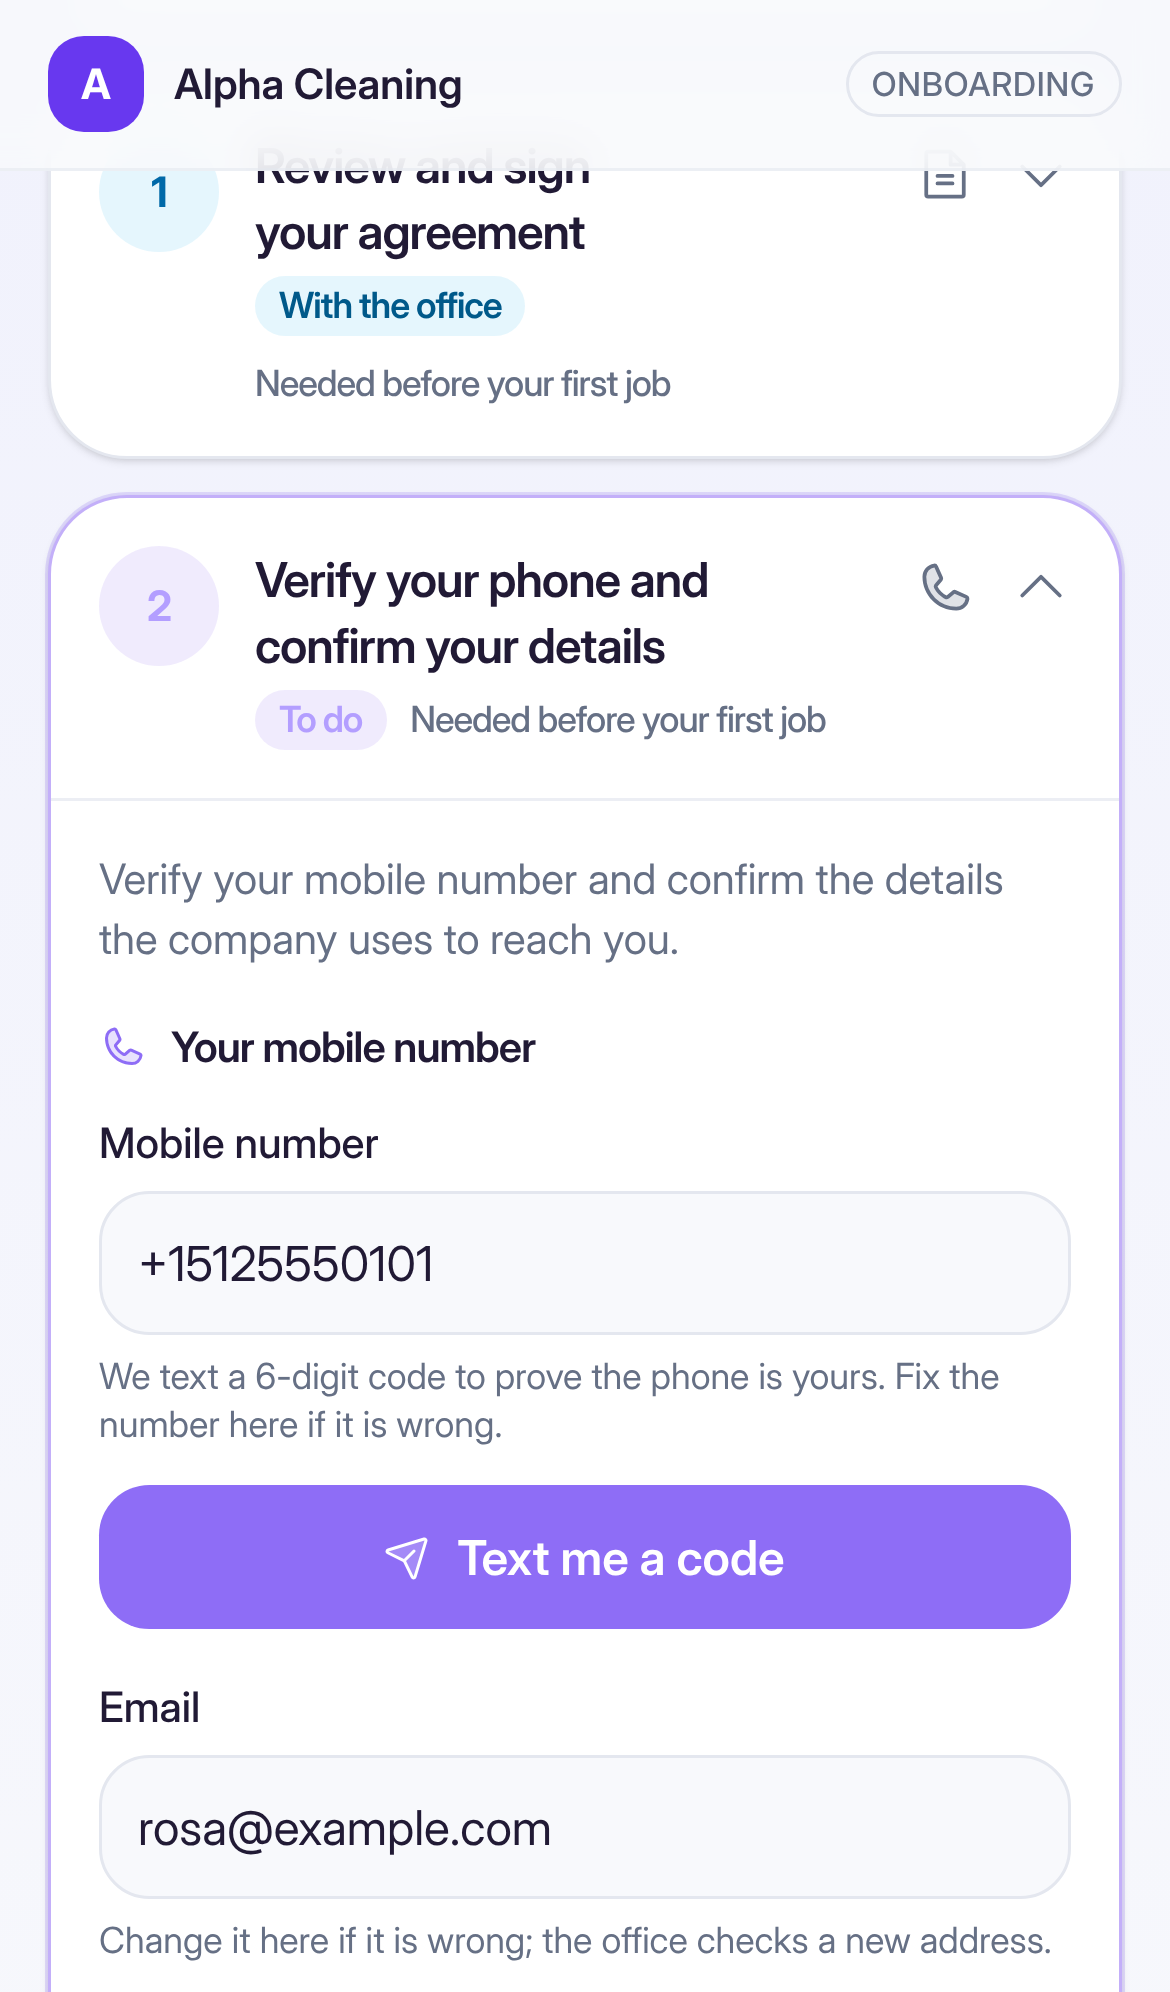 A
Alpha Cleaning
ONBOARDING
1
Review and sign
your agreement
With the office
Needed before your first job
2
Verify your phone and
confirm your details
To do
Needed before your first job
Verify your mobile number and confirm the details
the company uses to reach you.
Your mobile number
Mobile number
+15125550101
We text a 6-digit code to prove the phone is yours. Fix the
number here if it is wrong.
Text me a code
Email
rosa@example.com
Change it here if it is wrong; the office checks a new address.